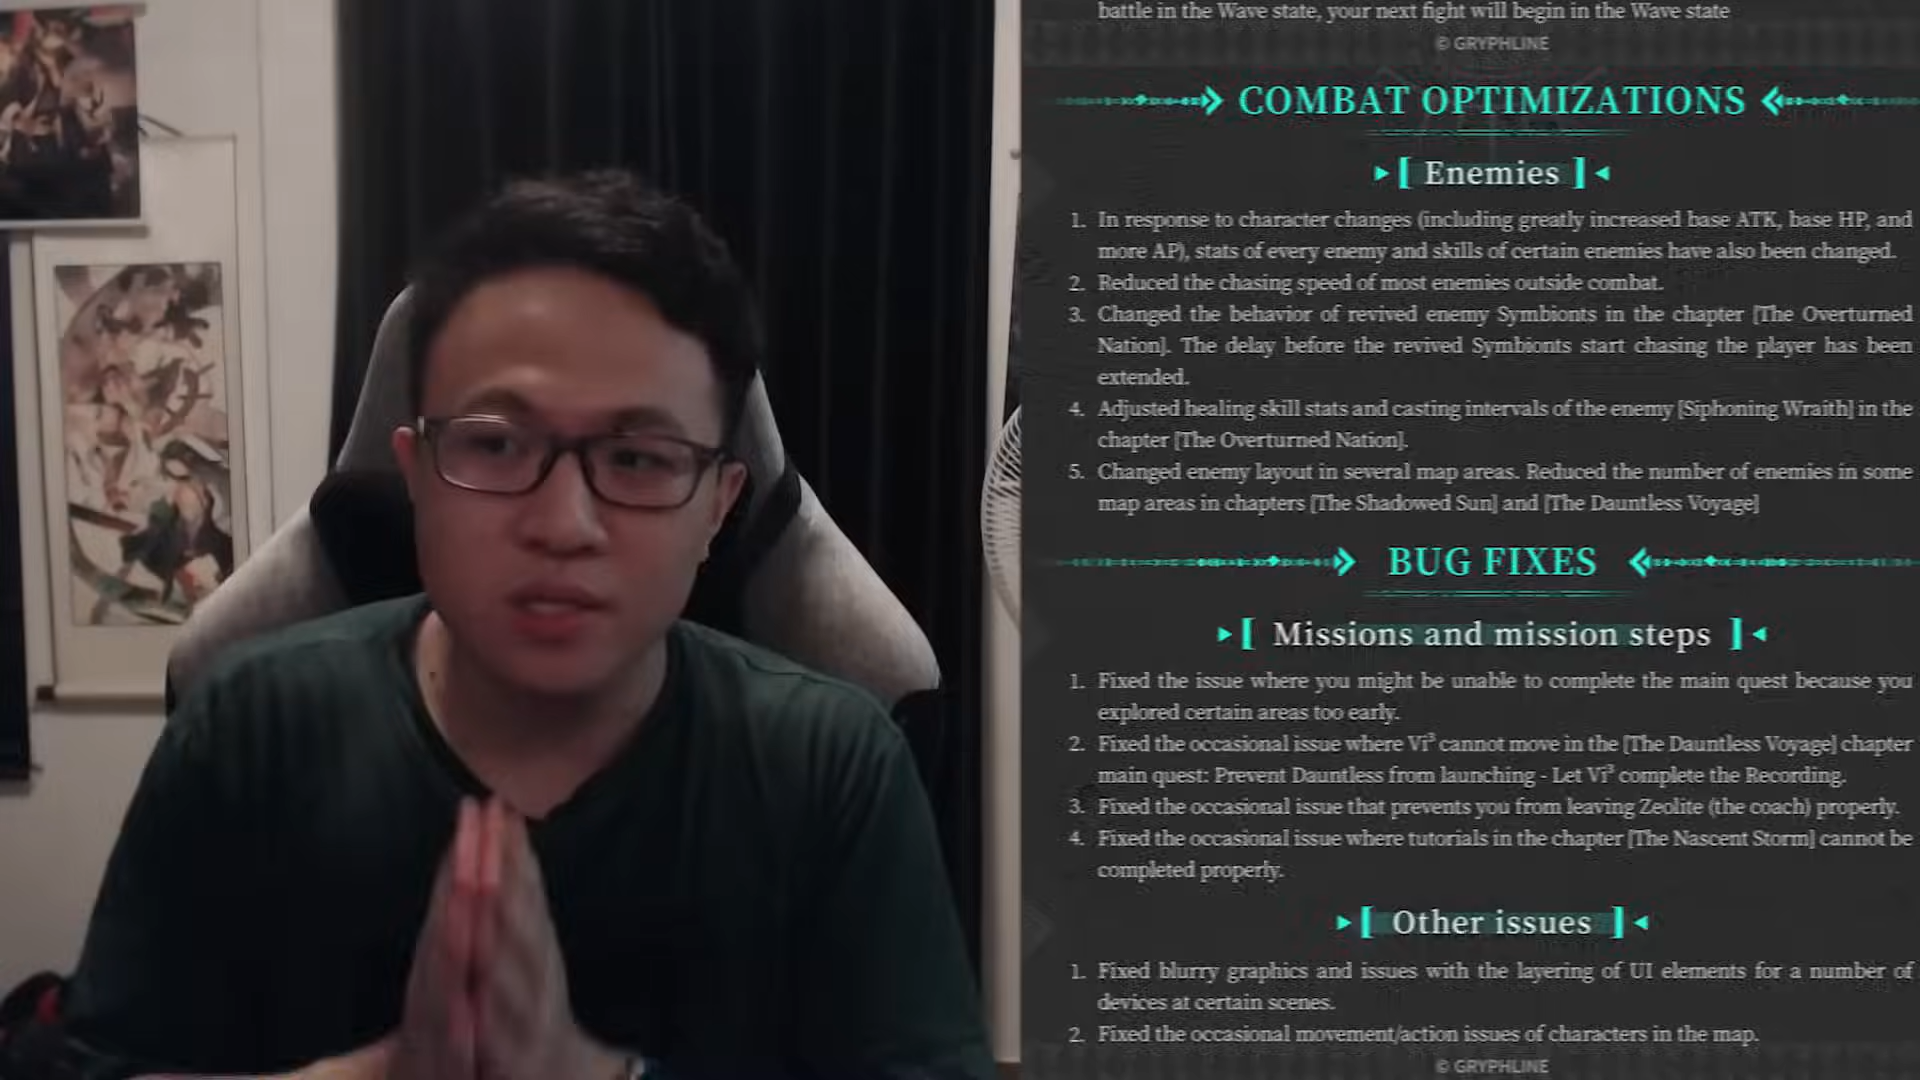 battle in the Wave state, your next fight will begin in the Wave state
© GRYPHLINE
COMBAT OPTIMIZATIONS
[ Enemies ]
1. In response to character changes (including greatly increased base ATK, base HP, and
more AP), stats of every enemy and skills of certain enemies have also been changed.
2. Reduced the chasing speed of most enemies outside combat.
3. Changed the behavior of revived enemy Symbionts in the chapter [The Overturned
Nation]. The delay before the revived Symbionts start chasing the player has been
extended.
4. Adjusted healing skill stats and casting intervals of the enemy [Siphoning Wraith] in the
chapter [The Overturned Nation].
5. Changed enemy layout in several map areas. Reduced the number of enemies in some
map areas in chapters [The Shadowed Sun] and [The Dauntless Voyage]
BUG FIXES
[ Missions and mission steps ]
1. Fixed the issue where you might be unable to complete the main quest because you
explored certain areas too early.
2. Fixed the occasional issue where Vi³ cannot move in the [The Dauntless Voyage] chapter
main quest: Prevent Dauntless from launching - Let Vi³ complete the Recording.
3. Fixed the occasional issue that prevents you from leaving Zeolite (the coach) properly.
4. Fixed the occasional issue where tutorials in the chapter [The Nascent Storm] cannot be
completed properly.
[ Other issues ]
1. Fixed blurry graphics and issues with the layering of UI elements for a number of
devices at certain scenes.
2. Fixed the occasional movement/action issues of characters in the map.
© GRYPHLINE